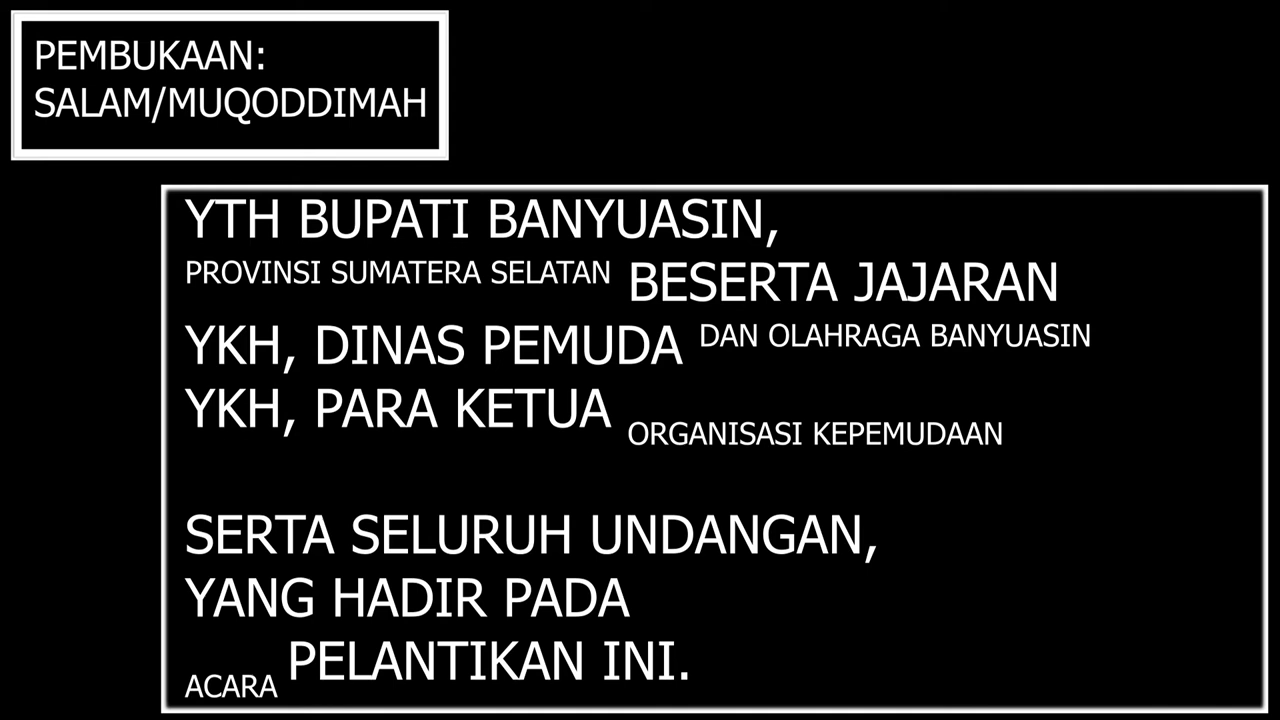 PEMBUKAAN:
SALAM/MUQODDIMAH
YTH BUPATI BANYUASIN,
PROVINSI SUMATERA SELATAN BESERTA JAJARAN
YKH, DINAS PEMUDA DAN OLAHRAGA BANYUASIN
YKH, PARA KETUA ORGANISASI KEPEMUDAAN
SERTA SELURUH UNDANGAN,
YANG HADIR PADA
ACARA PELANTIKAN INI.